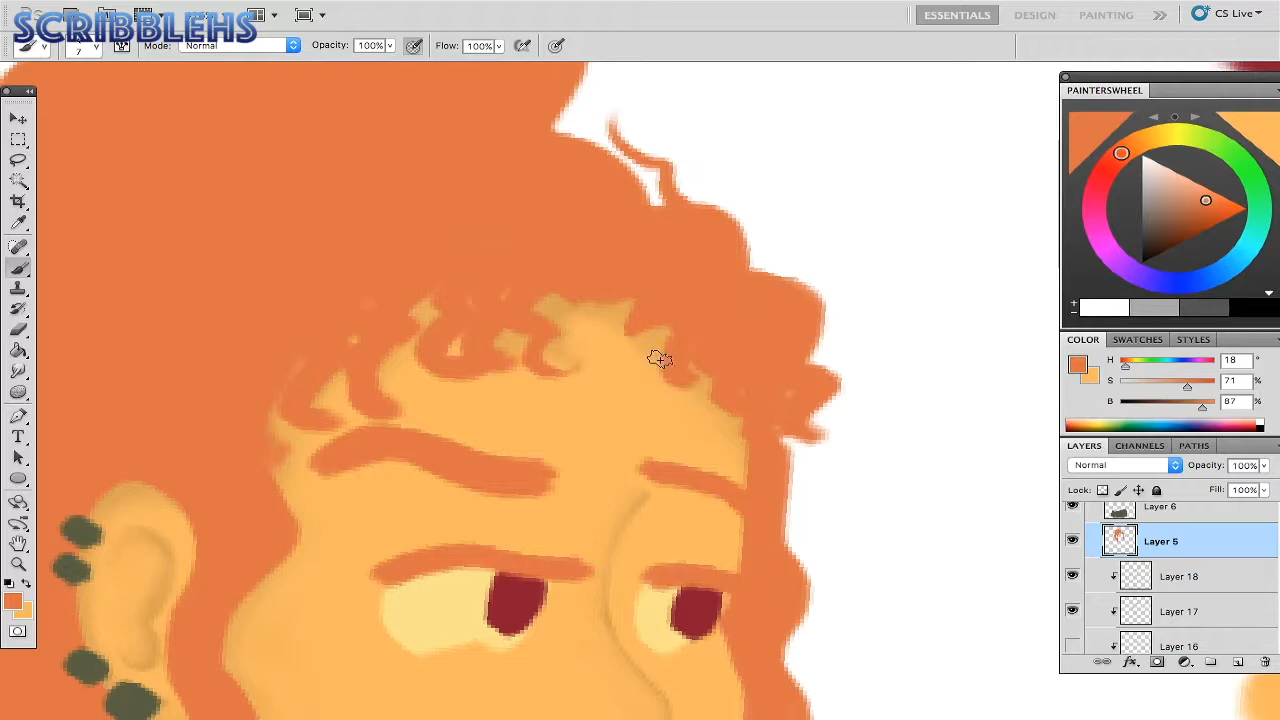 SCRIBBLEHS
ESSENTIALS DESIGN PAINTING CS Live
7 Mode: Normal Opacity: 100% Flow: 100%
PAINTERSWHEEL
COLOR SWATCHES STYLES
H 18 °
S 71 %
B 87 %
LAYERS CHANNELS PATHS
Normal Opacity: 100%
Lock: Fill: 100%
Layer 6
Layer 5
Layer 18
Layer 17
Layer 16